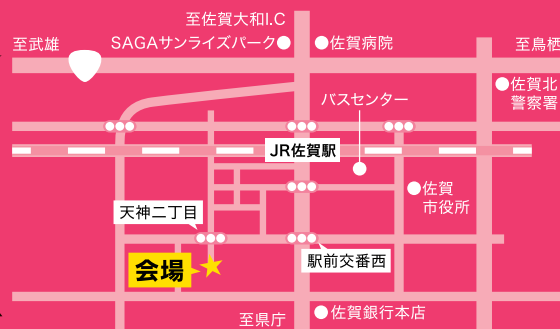 至佐賀大和I.C
至武雄
SAGAサンライズパーク
佐賀病院
至鳥栖
佐賀北
警察署
バスセンター
JR佐賀駅
佐賀
市役所
天神二丁目
駅前交番西
会場
至県庁
佐賀銀行本店